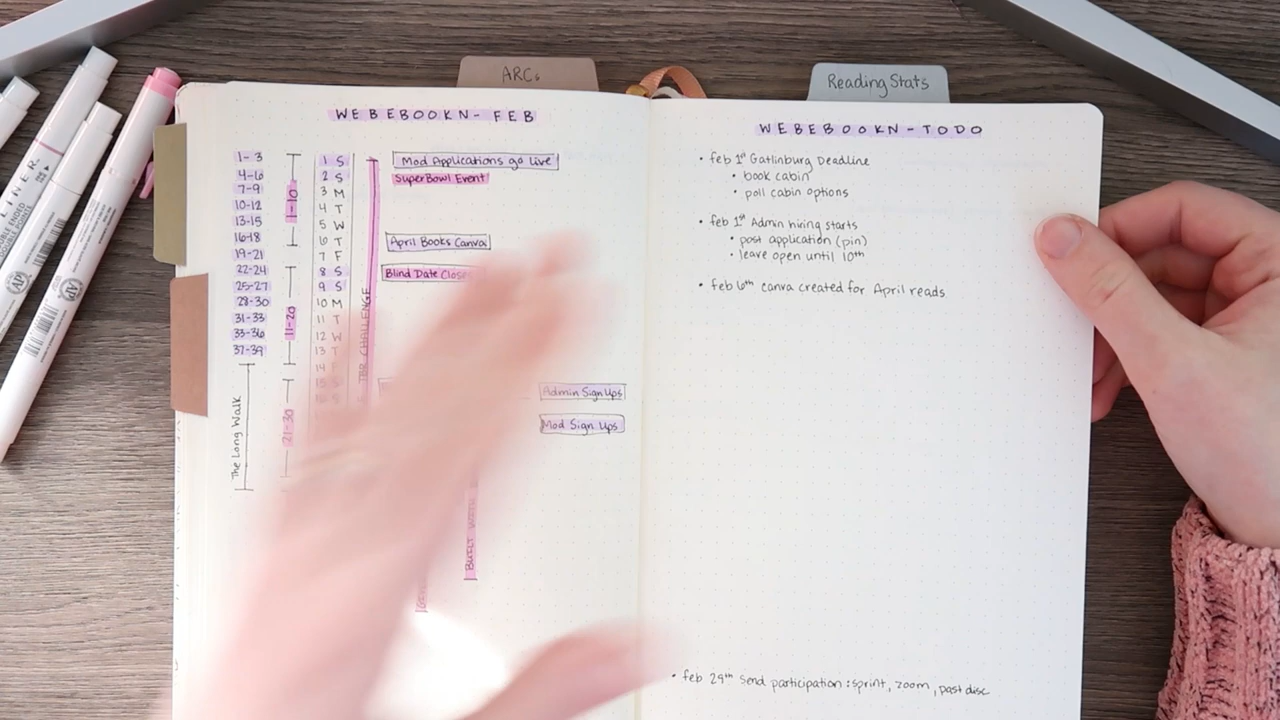 ARCs
Reading Stats
WEBEBOOKN - FEB
1-3
4-6
7-9
10-12
13-15
16-18
19-21
22-24
25-27
28-30
31-33
33-36
37-39
The Long Walk
1-10
11-20
21-30
1 S
2 S
3 M
4 T
5 W
6 T
7 F
8 S
9 S
10 M
11 T
12 W
13 T
14
TBR CHALLENGE
Mod Applications go live
SuperBowl Event
April Books Canva
Blind Date
Admin Sign Ups
Mod Sign Ups
WEBEBOOKN - TODO
• feb 1st Gatlinburg Deadline
• book cabin
• poll cabin options
• feb 1st Admin hiring starts
• post application (pin)
• leave open until 10th
• feb 6th canva created for April reads
• feb 29th send participation: sprint, zoom, past disc